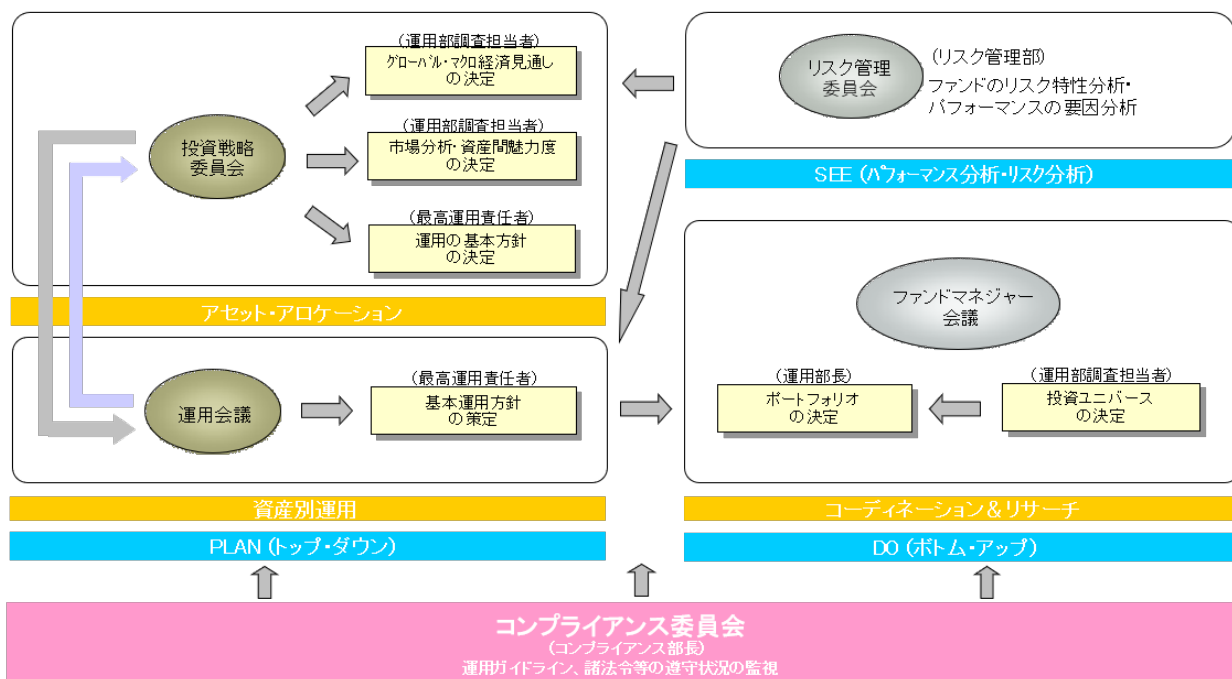 (運用部調査担当者)
グローバル・マクロ経済見通し
の決定
投資戦略
委員会
(運用部調査担当者)
市場分析・資産間魅力度
の決定
(最高運用責任者)
運用の基本方針
の決定
アセット・アロケーション
運用会議
(最高運用責任者)
基本運用方針
の策定
資産別運用
PLAN (トップ・ダウン)
リスク管理
委員会
(リスク管理部)
ファンドのリスク特性分析・
パフォーマンスの要因分析
SEE (パフォーマンス分析・リスク分析)
ファンドマネジャー
会議
(運用部長)
ポートフォリオ
の決定
(運用部調査担当者)
投資ユニバース
の決定
コーディネーション＆リサーチ
DO (ボトム・アップ)
コンプライアンス委員会
(コンプライアンス部長)
運用ガイドライン、諸法令等の遵守状況の監視